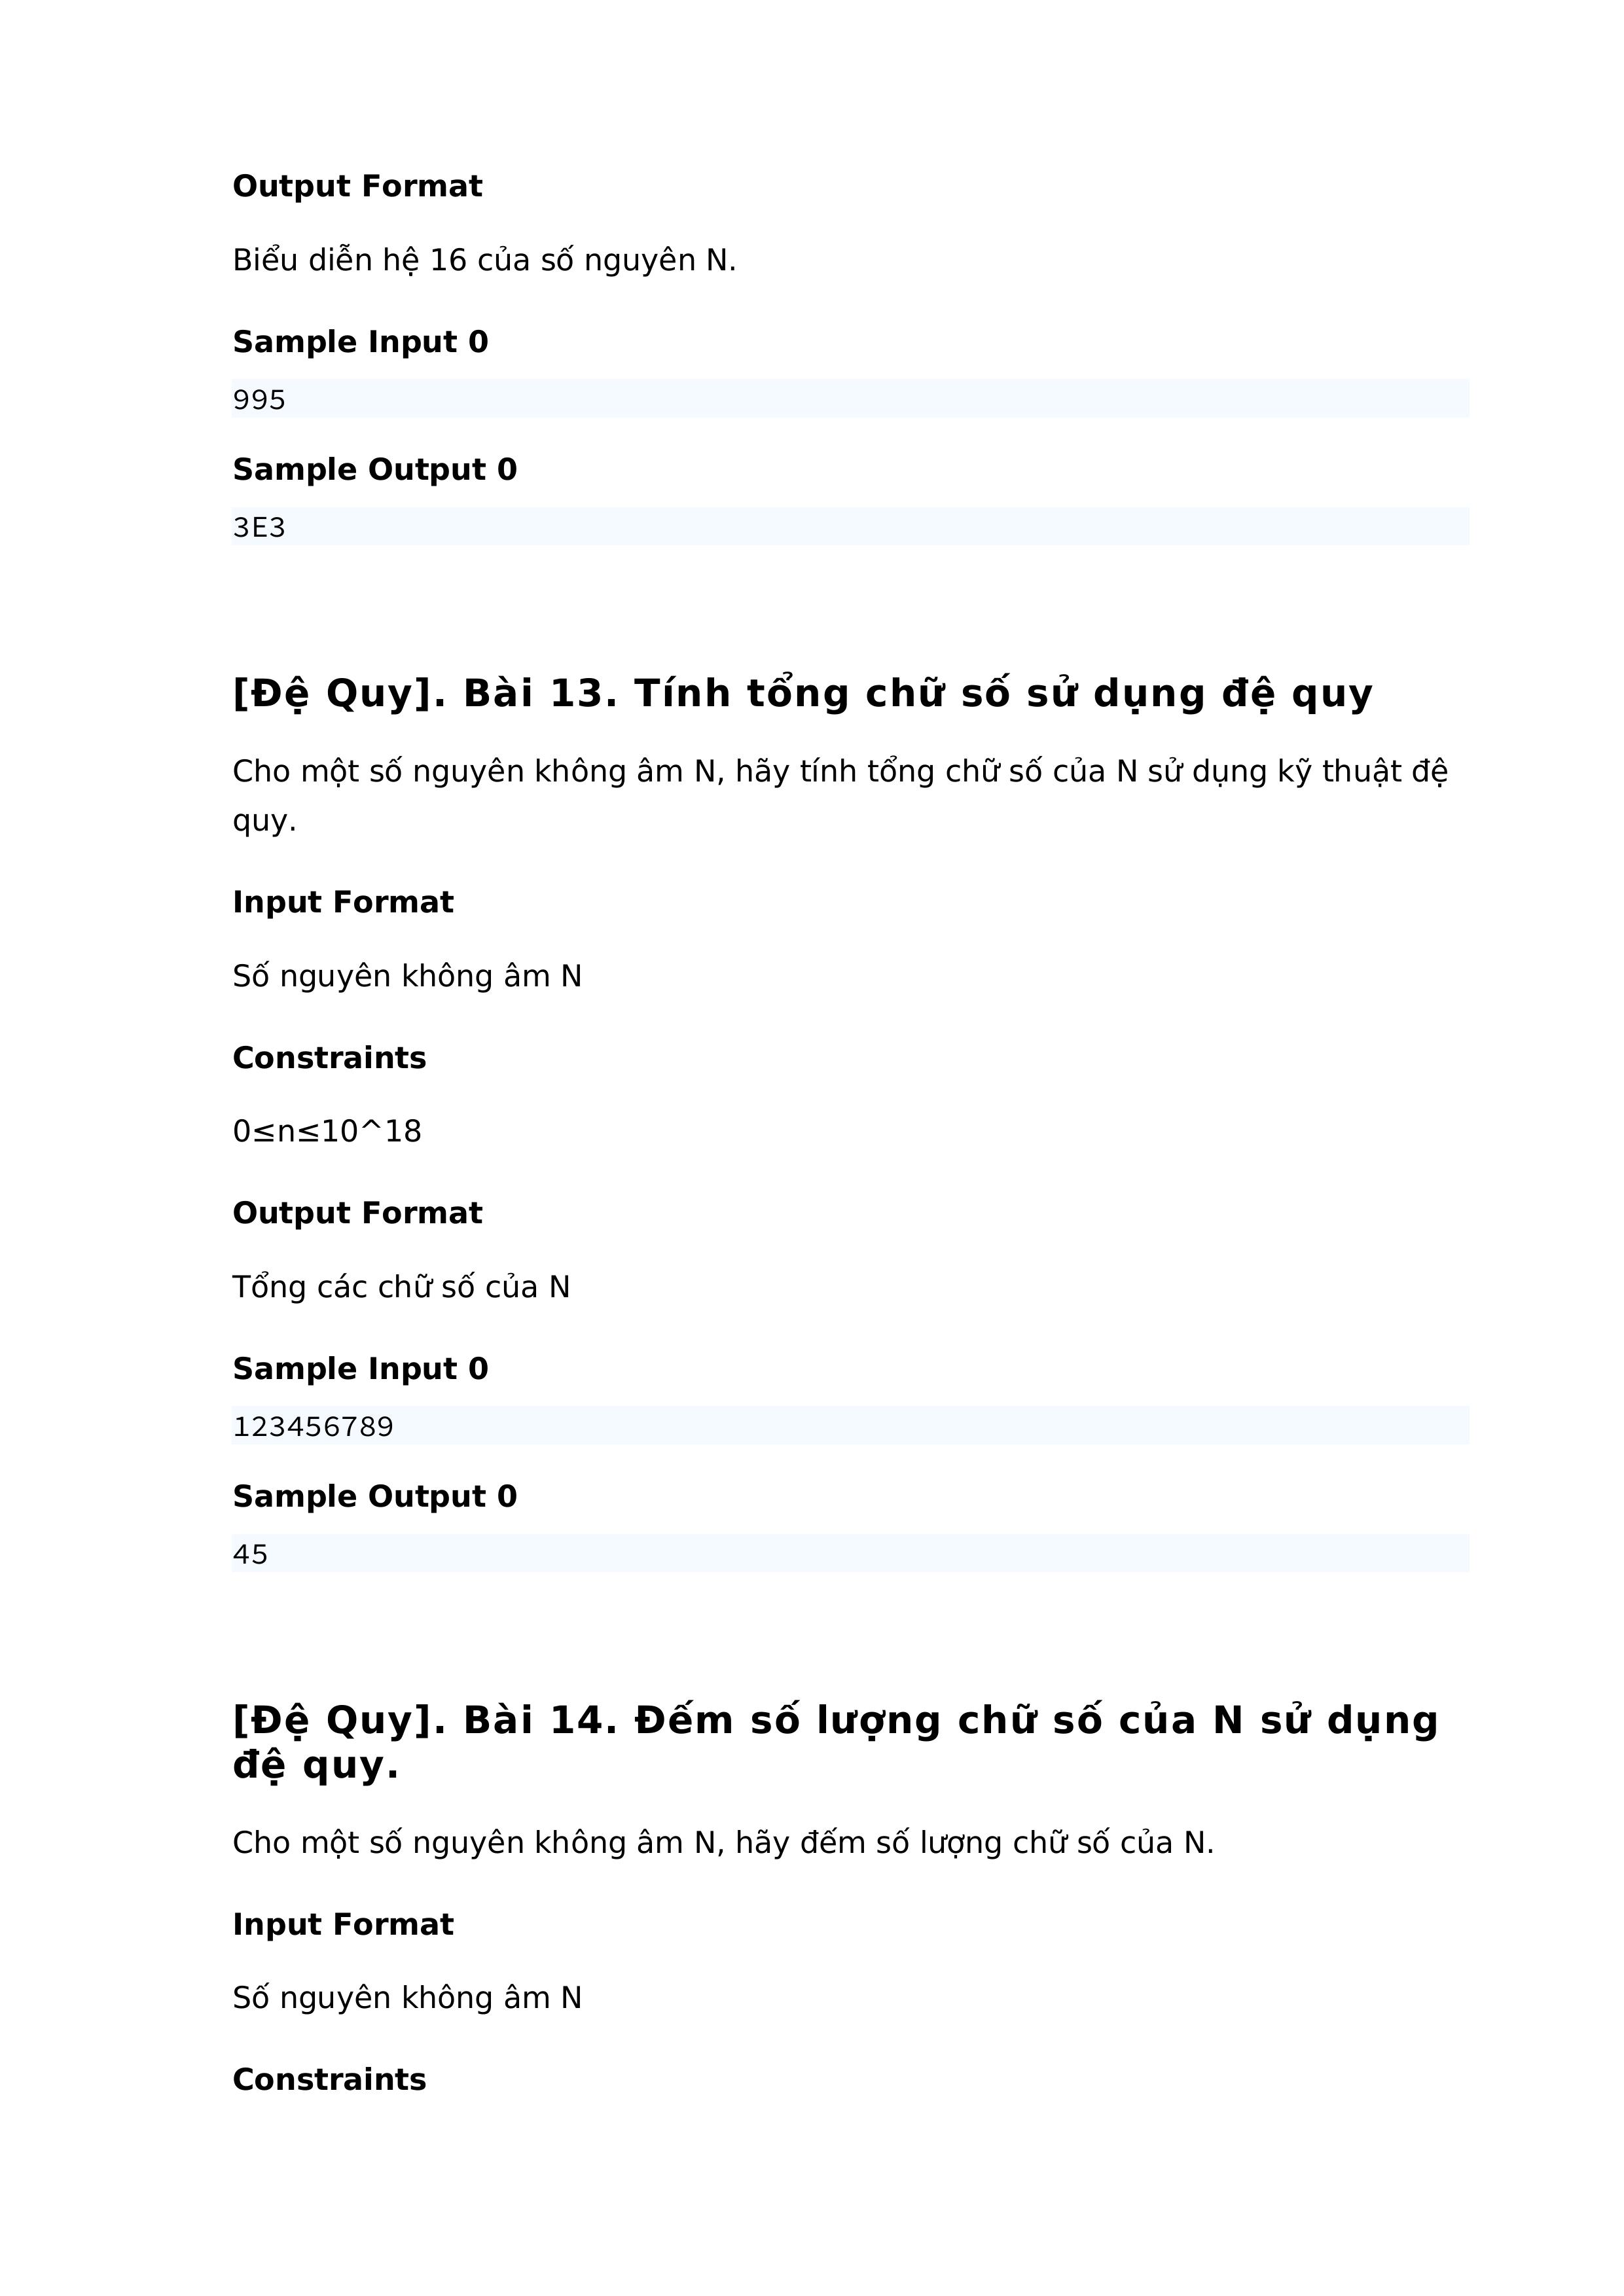 Output Format
Biểu diễn hệ 16 của số nguyên N.
Sample Input 0
995
Sample Output 0
3E3
[Đệ Quy]. Bài 13. Tính tổng chữ số sử dụng đệ quy
Cho một số nguyên không âm N, hãy tính tổng chữ số của N sử dụng kỹ thuật đệ
quy.
Input Format
Số nguyên không âm N
Constraints
0≤n≤10^18
Output Format
Tổng các chữ số của N
Sample Input 0
123456789
Sample Output 0
45
[Đệ Quy]. Bài 14. Đếm số lượng chữ số của N sử dụng
đệ quy.
Cho một số nguyên không âm N, hãy đếm số lượng chữ số của N.
Input Format
Số nguyên không âm N
Constraints